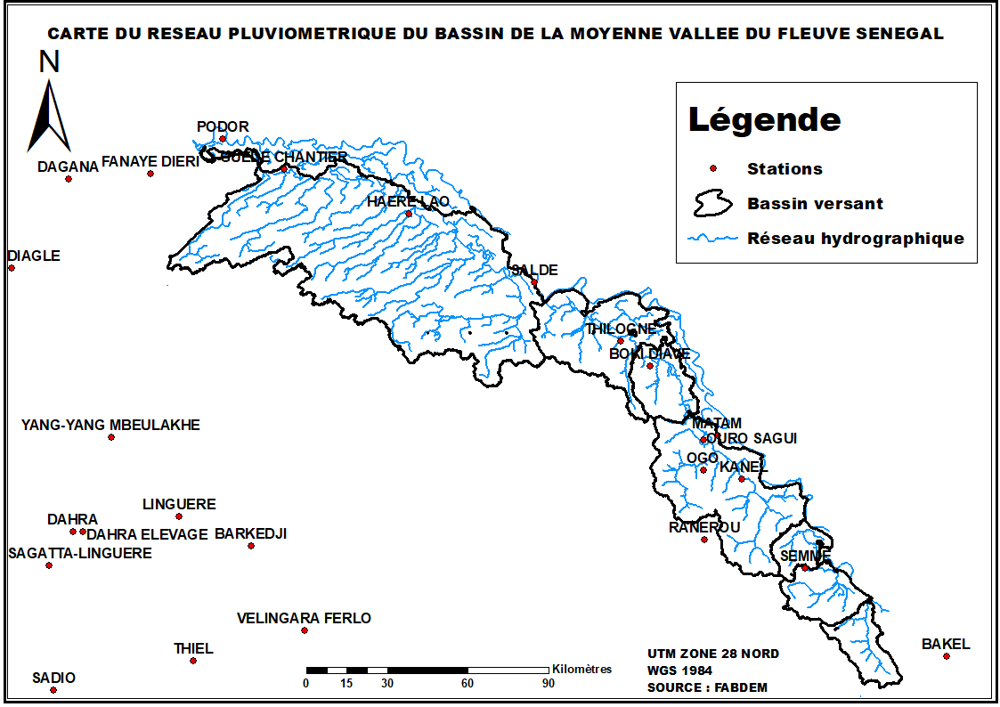 CARTE DU RESEAU PLUVIOMETRIQUE DU BASSIN DE LA MOYENNE VALLEE DU FLEUVE SENEGAL
N
Légende
Stations
Bassin versant
Réseau hydrographique
PODOR
DAGANA
FANAYE DIERI
GUEDE CHANTIER
HAERE LAO
DIAGLE
SALDE
THILOGNE
BOKI DIAVE
YANG-YANG MBEULAKHE
MATAM
OURO SAGUI
OGO
KANEL
LINGUERE
DAHRA
DAHRA ELEVAGE
BARKEDJI
RANEROU
SAGATTA-LINGUERE
SEMME
VELINGARA FERLO
THIEL
BAKEL
SADIO
Kilomètres
0 15 30 60 90
UTM ZONE 28 NORD
WGS 1984
SOURCE : FABDEM